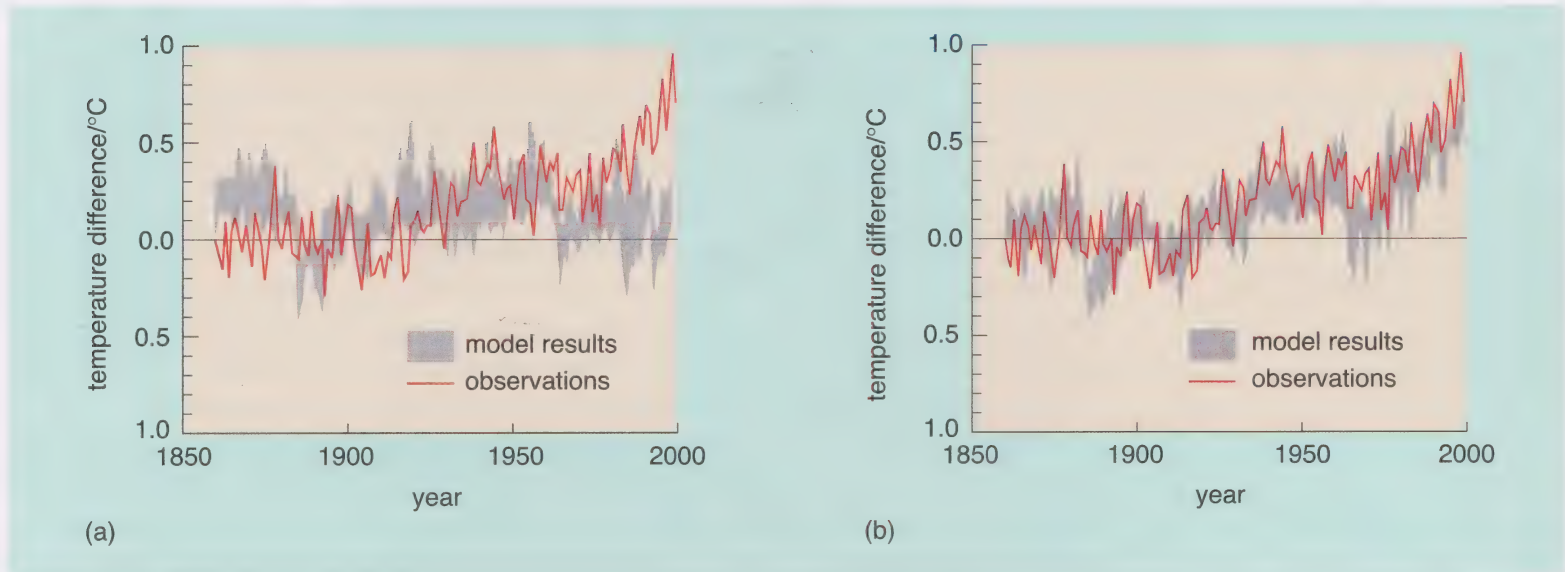 1.0
0.5
0.0
0.5
1.0
temperature difference/°C
model results
observations
1850 1900 1950 2000
year
(a)
1.0
0.5
0.0
0.5
1.0
temperature difference/°C
model results
observations
1850 1900 1950 2000
year
(b)